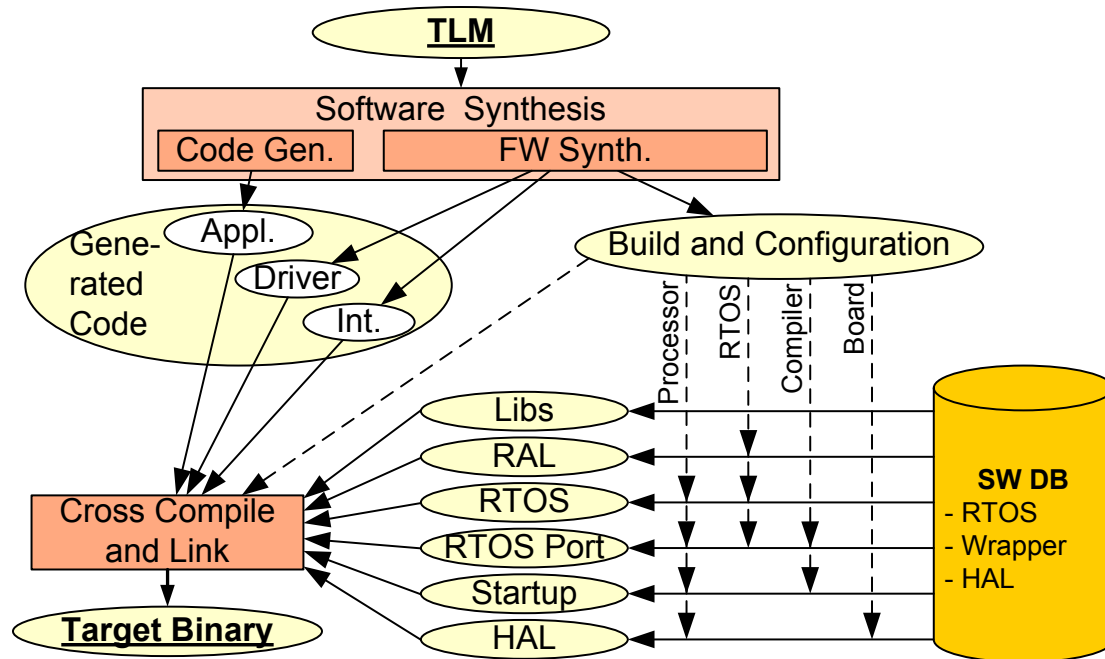 TLM
Software Synthesis
Code Gen.
FW Synth.
Appl.
Gene-
rated
Code
Driver
Int.
Build and Configuration
Processor
RTOS
Compiler
Board
Libs
RAL
RTOS
RTOS Port
Startup
HAL
SW DB
- RTOS
- Wrapper
- HAL
Cross Compile
and Link
Target Binary